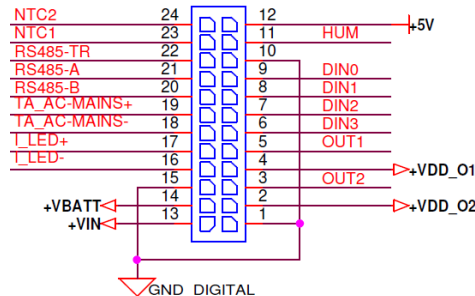 NTC2 24 12 +5V
NTC1 23 11 HUM
RS485-TR 22 10
RS485-A 21 9 DIN0
RS485-B 20 8 DIN1
TA_AC-MAINS+ 19 7 DIN2
TA_AC-MAINS- 18 6 DIN3
I_LED+ 17 5 OUT1
I_LED- 16 4 +VDD_O1
15 3 OUT2
+VBATT 14 2 +VDD_O2
+VIN 13 1
GND_DIGITAL